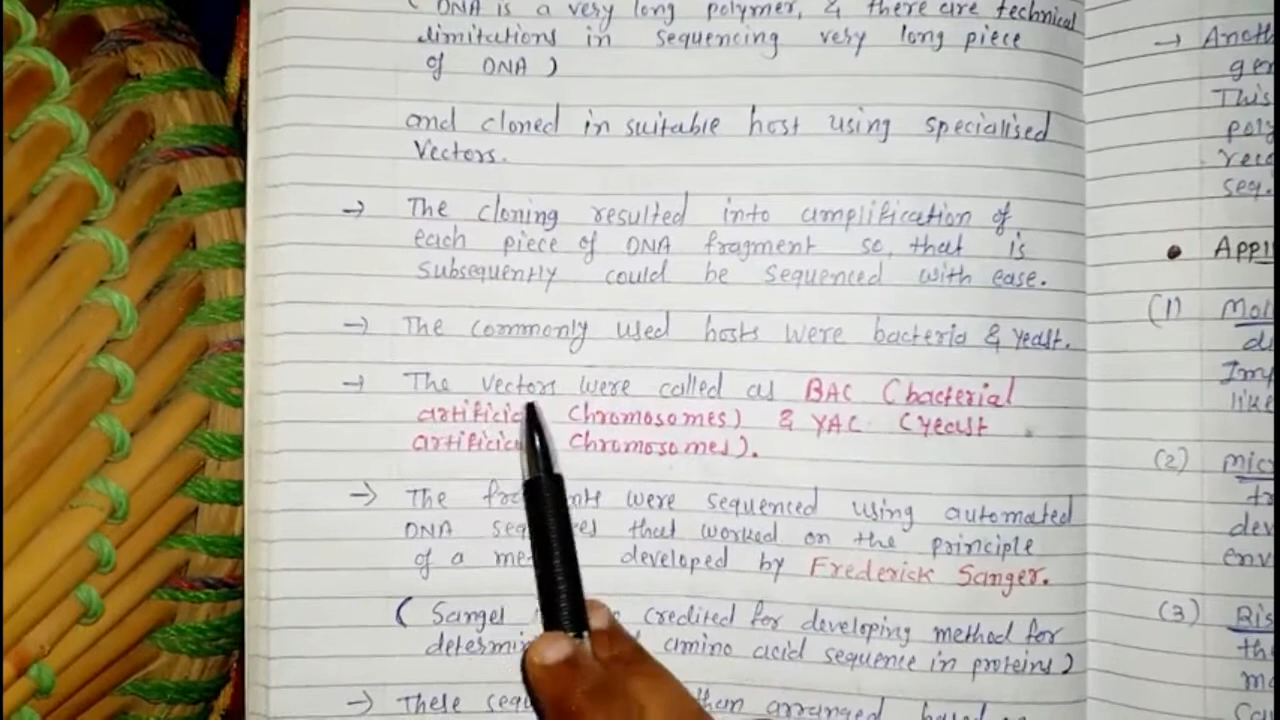 ( DNA is a very long polymer, & there are technical
limitations in sequencing very long piece
of DNA )
and cloned in suitable host using specialised
Vectors.
→ The cloning resulted into amplification of
each piece of DNA fragment so, that is
subsequently could be sequenced with ease.
→ The commonly used hosts were bacteria & yeast.
→ The vectors were called as BAC (bacterial
artificial Chromosomes) & YAC (yeast
artificial Chromosomes).
→ The were sequenced using automated
DNA that worked on the principle
of a developed by Frederick Sanger.
( Sanger credited for developing method for
amino acid sequence in proteins)
→ These arranged based
→
This
•
(1)
(2)
(3)